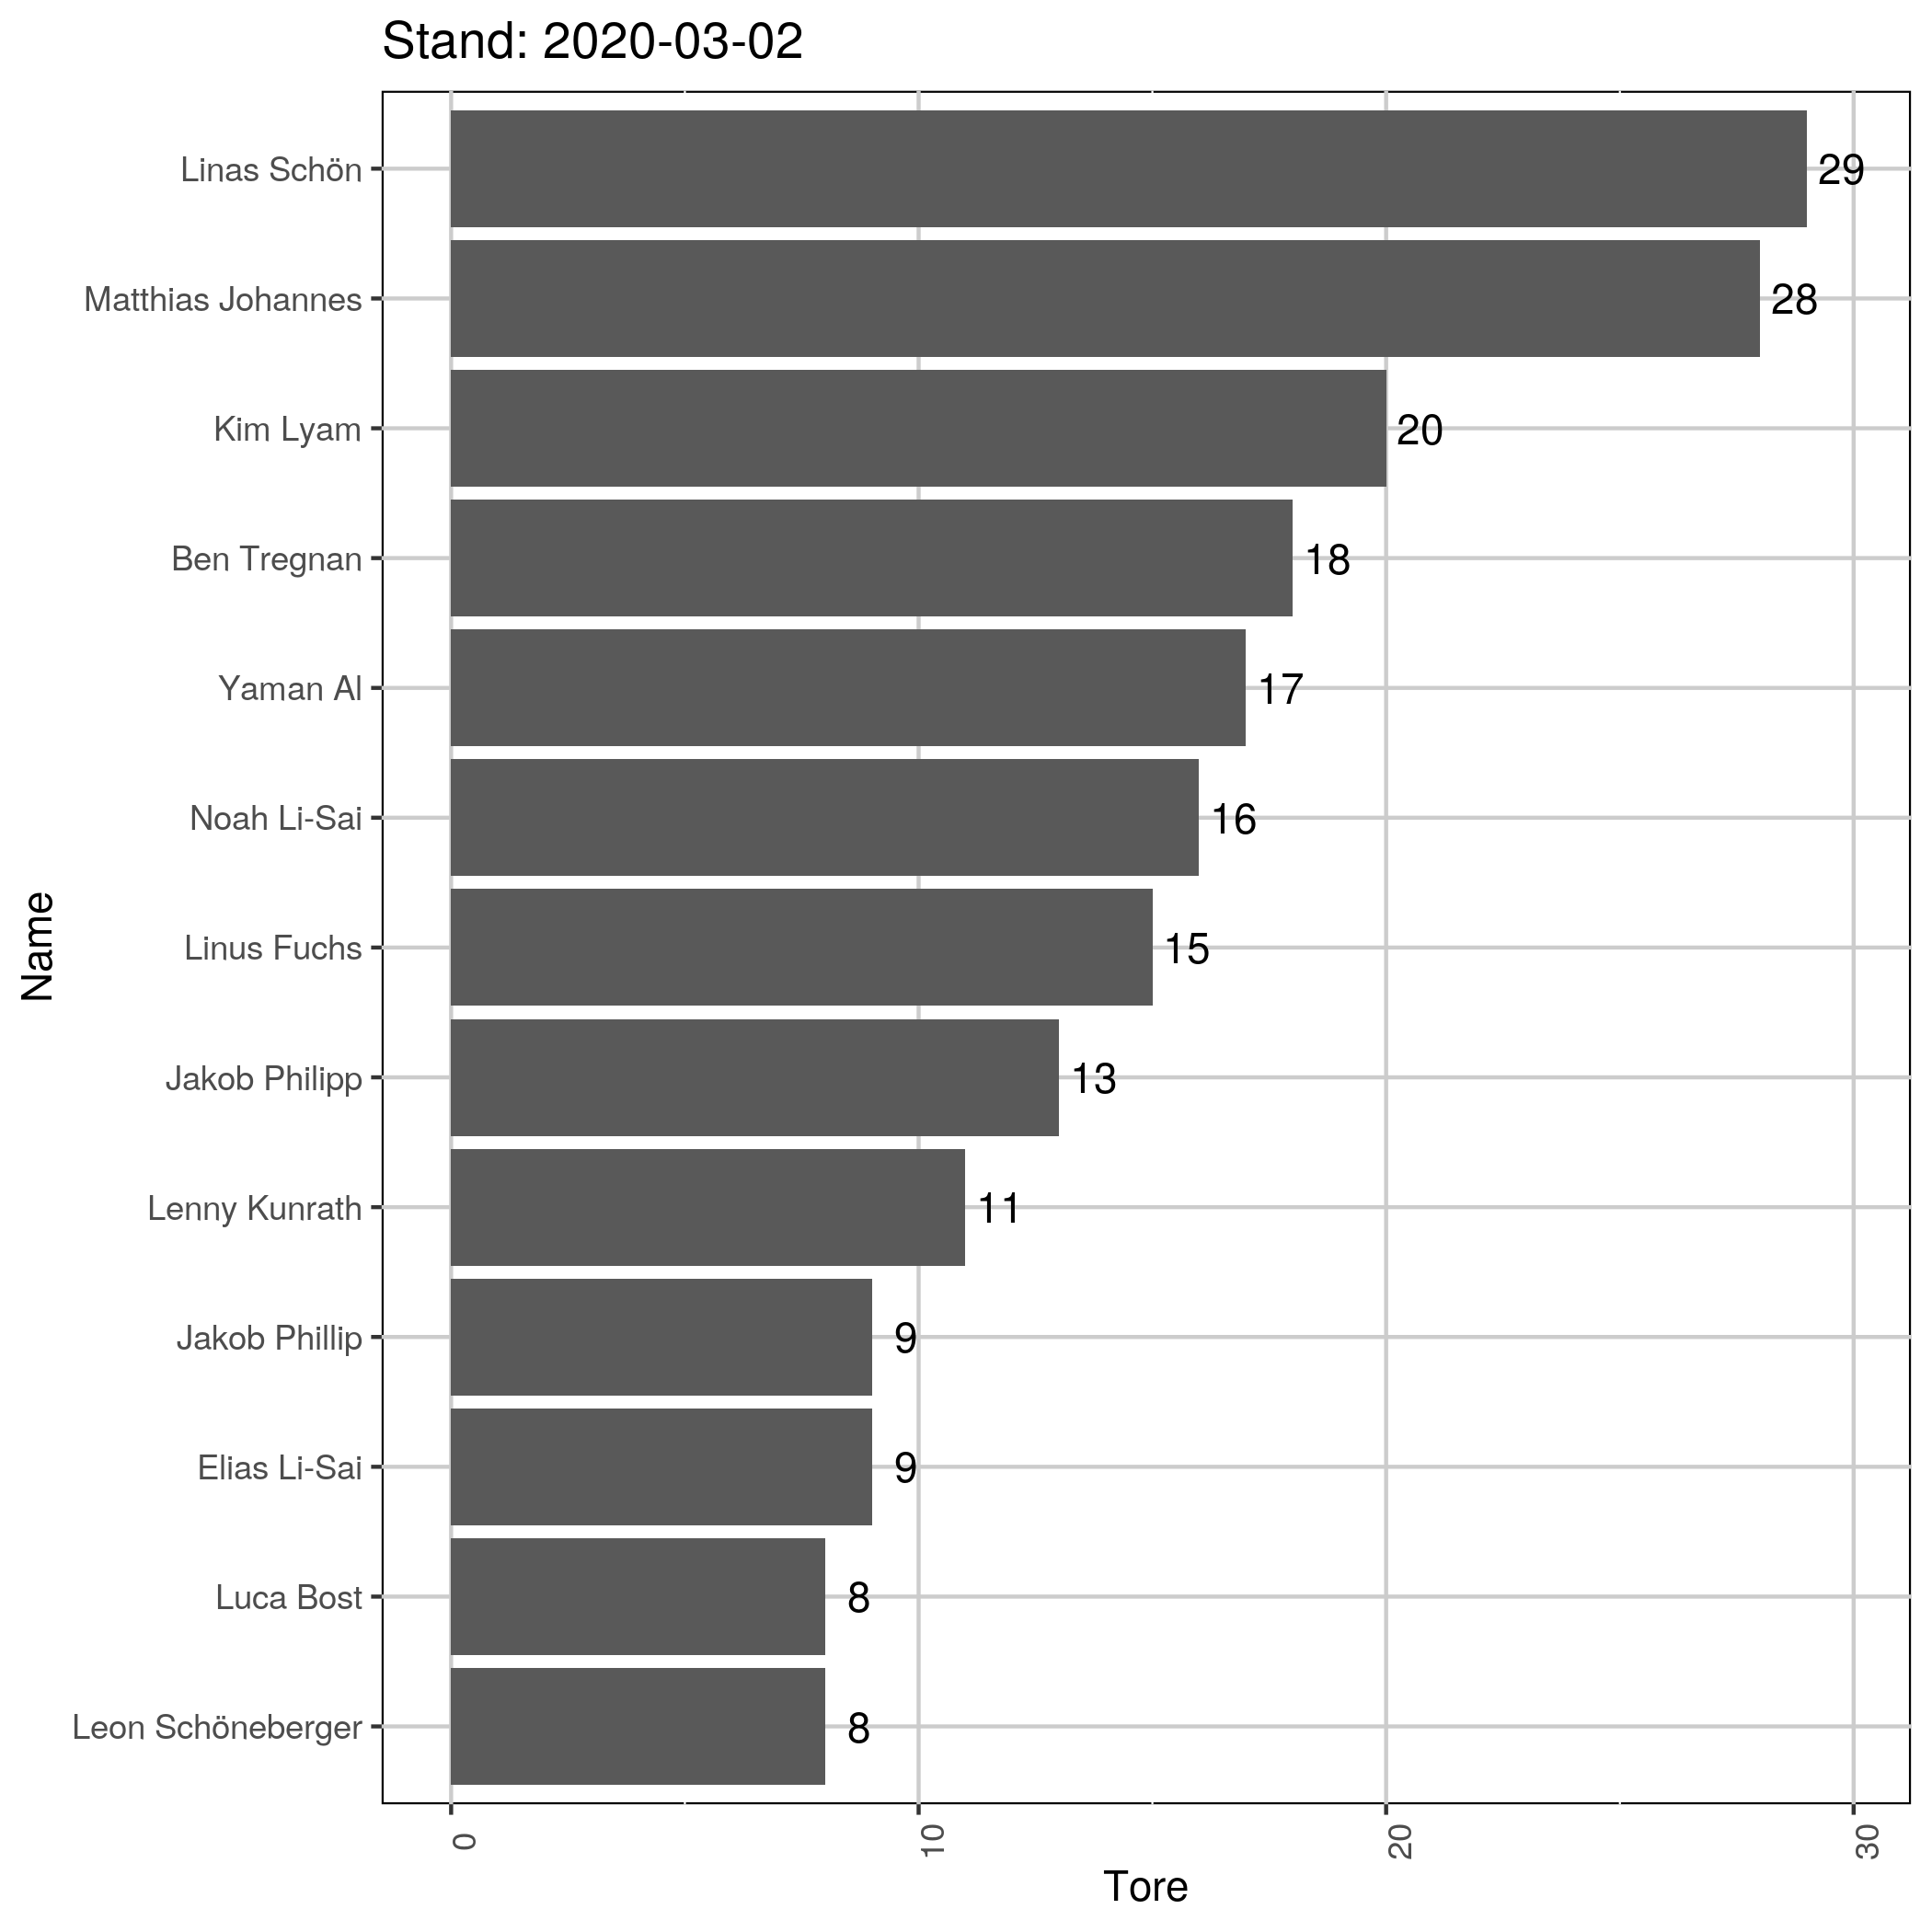 Stand: 2020-03-02
Linas Schön 29
Matthias Johannes 28
Kim Lyam 20
Ben Tregnan 18
Yaman Al 17
Noah Li-Sai 16
Linus Fuchs 15
Jakob Philipp 13
Lenny Kunrath 11
Jakob Phillip 9
Elias Li-Sai 9
Luca Bost 8
Leon Schöneberger 8
Name
0 10 20 30
Tore